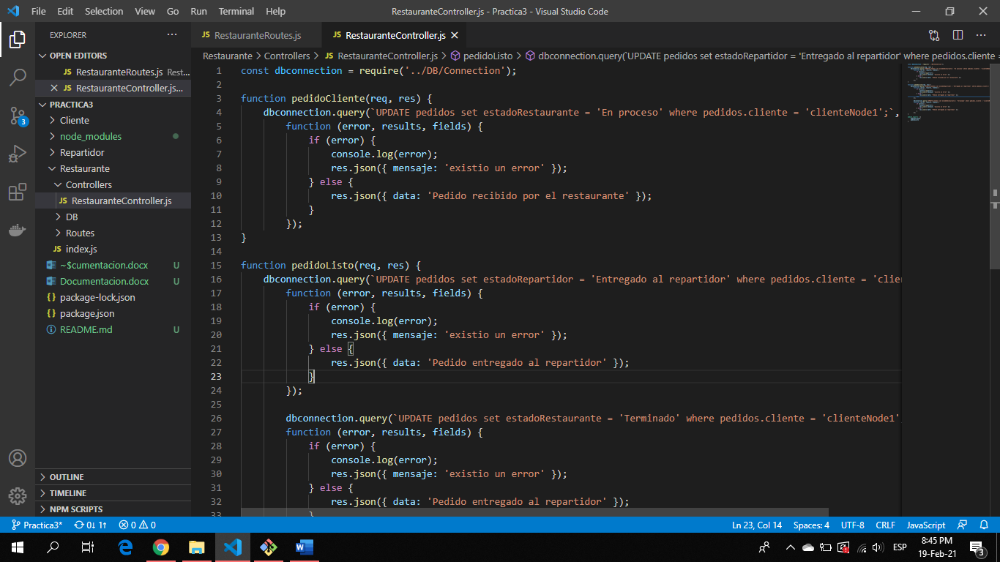 File Edit Selection View Go Run Terminal Help RestauranteController.js - Practica3 - Visual Studio Code
EXPLORER ...
OPEN EDITORS
JS RestauranteRoutes.js Rest...
JS RestauranteController.js...
PRACTICA3
Cliente
node_modules
Repartidor
Restaurante
Controllers
JS RestauranteController.js
DB
Routes
JS index.js
~$cumentacion.docx U
Documentacion.docx U
{} package-lock.json
{} package.json
README.md U
OUTLINE
TIMELINE
NPM SCRIPTS
3
JS RestauranteRoutes.js JS RestauranteController.js
Restaurante > Controllers > JS RestauranteController.js > pedidoListo > dbconnection.query(`UPDATE pedidos set estadoRepartidor = 'Entregado al repartidor' where pedidos.cliente =
1 const dbconnection = require('../DB/Connection');
2
3 function pedidoCliente(req, res) {
4 dbconnection.query(`UPDATE pedidos set estadoRestaurante = 'En proceso' where pedidos.cliente = 'clienteNode1';`,
5 function (error, results, fields) {
6 if (error) {
7 console.log(error);
8 res.json({ mensaje: 'existio un error' });
9 } else {
10 res.json({ data: 'Pedido recibido por el restaurante' });
11 }
12 });
13 }
14
15 function pedidoListo(req, res) {
16 dbconnection.query(`UPDATE pedidos set estadoRepartidor = 'Entregado al repartidor' where pedidos.cliente = 'clie
17 function (error, results, fields) {
18 if (error) {
19 console.log(error);
20 res.json({ mensaje: 'existio un error' });
21 } else {
22 res.json({ data: 'Pedido entregado al repartidor' });
23 }
24 });
25
26 dbconnection.query(`UPDATE pedidos set estadoRestaurante = 'Terminado' where pedidos.cliente = 'clienteNode1'
27 function (error, results, fields) {
28 if (error) {
29 console.log(error);
30 res.json({ mensaje: 'existio un error' });
31 } else {
32 res.json({ data: 'Pedido entregado al repartidor' });
33 }
Practica3* 0↓ 1↑ 0 0 Ln 23, Col 14 Spaces: 4 UTF-8 CRLF JavaScript
ESP 8:45 PM
19-Feb-21 3